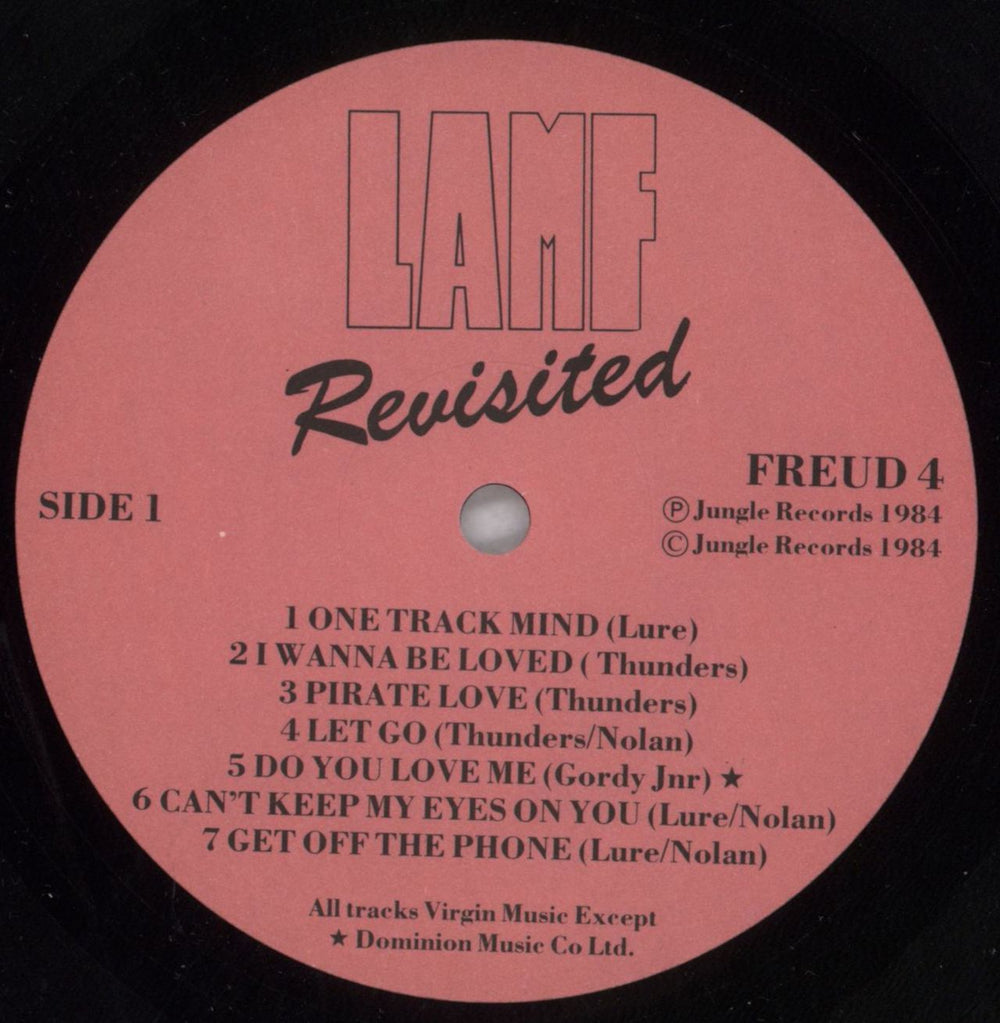 LAMF
Revisited
SIDE 1
FREUD 4
Ⓟ Jungle Records 1984
© Jungle Records 1984
1 ONE TRACK MIND (Lure)
2 I WANNA BE LOVED ( Thunders)
3 PIRATE LOVE (Thunders)
4 LET GO (Thunders/Nolan)
5 DO YOU LOVE ME (Gordy Jnr) ★
6 CAN'T KEEP MY EYES ON YOU (Lure/Nolan)
7 GET OFF THE PHONE (Lure/Nolan)
All tracks Virgin Music Except
★ Dominion Music Co Ltd.